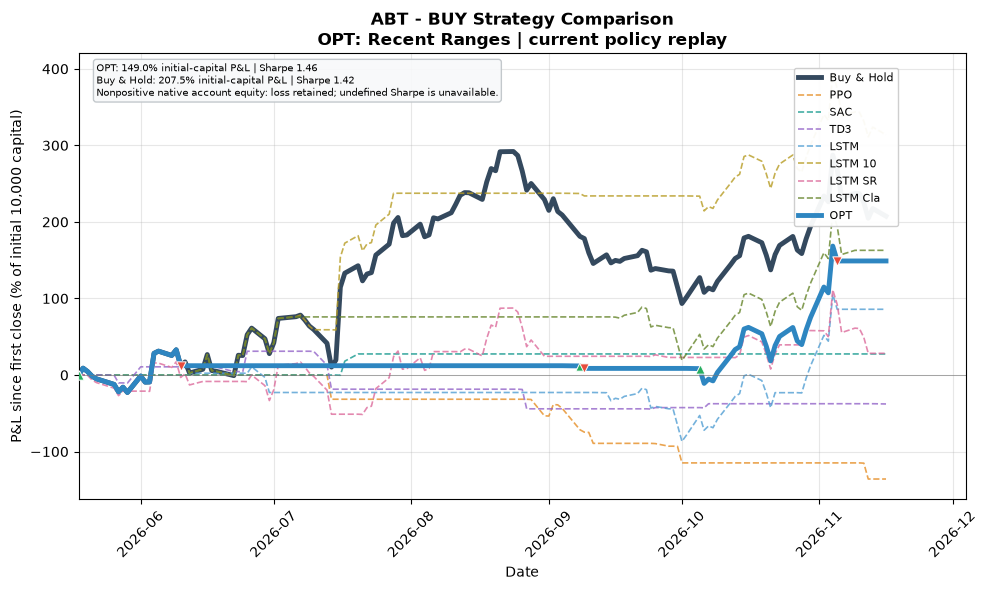 ABT - BUY Strategy Comparison
OPT: Recent Ranges | current policy replay
OPT: 149.0% initial-capital P&L | Sharpe 1.46
Buy & Hold: 207.5% initial-capital P&L | Sharpe 1.42
Nonpositive native account equity: loss retained; undefined Sharpe is unavailable.
Buy & Hold
PPO
SAC
TD3
LSTM
LSTM 10
LSTM SR
LSTM Cla
OPT
P&L since first close (% of initial 10,000 capital)
400
300
200
100
0
−100
2026-06
2026-07
2026-08
2026-09
2026-10
2026-11
2026-12
Date